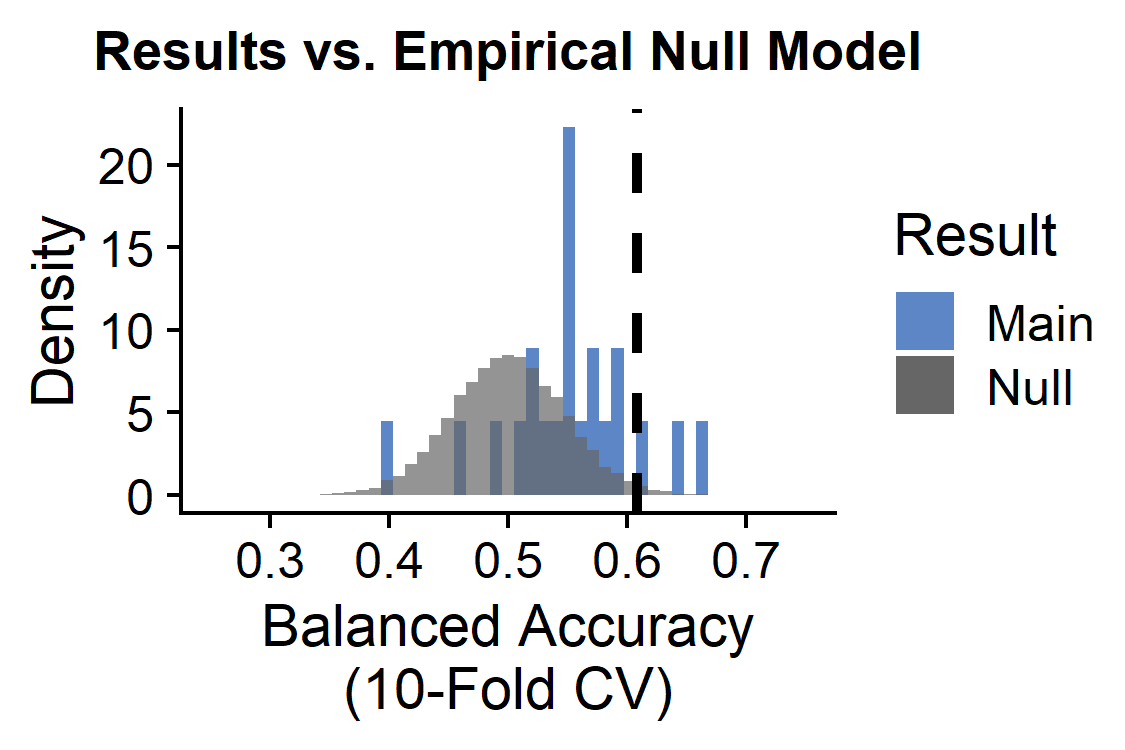 Results vs. Empirical Null Model
Density
20
15
10
5
0
0.3 0.4 0.5 0.6 0.7
Balanced Accuracy
(10-Fold CV)
Result
Main
Null